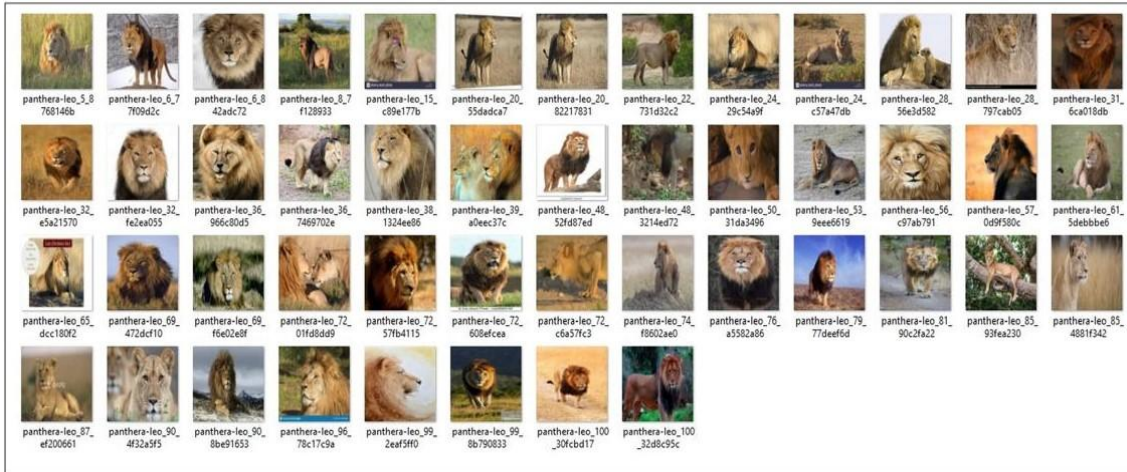 panthera-leo_5_8 panthera-leo_6_7 panthera-leo_6_8 panthera-leo_8_7 panthera-leo_15_ panthera-leo_20_ panthera-leo_20_ panthera-leo_22_ panthera-leo_24_ panthera-leo_24_ panthera-leo_28_ panthera-leo_28_ panthera-leo_31_
768146b 7f09d2c 842adc72 f128933 c89e177b 55dadca7 82217831 731d32c2 29c54a9f c57a47db 56e3d582 797cab05 6ca018db
panthera-leo_32_ panthera-leo_32_ panthera-leo_36_ panthera-leo_36_ panthera-leo_38_ panthera-leo_39_ panthera-leo_48_ panthera-leo_48_ panthera-leo_50_ panthera-leo_53_ panthera-leo_56_ panthera-leo_57_ panthera-leo_61_
e5a21570 fe2ea055 966c80d5 7469702e 1324ee86 a0eec37c 52fd87ed 3214ed72 31da3496 9eee6619 c97ab791 0d9f580c 5debbbe6
panthera-leo_65_ panthera-leo_69_ panthera-leo_69_ panthera-leo_72_ panthera-leo_72_ panthera-leo_72_ panthera-leo_72_ panthera-leo_74_ panthera-leo_76_ panthera-leo_79_ panthera-leo_81_ panthera-leo_85_ panthera-leo_85_
dcc180f2 472dcf10 f6e02e8f 01fd8dd9 57fb4115 608efcea c6a57fc3 f8602ae0 a5582a86 77deef6d 90c2fa22 93fea230 4881f342
panthera-leo_87_ panthera-leo_90_ panthera-leo_90_ panthera-leo_96_ panthera-leo_99_ panthera-leo_99_ panthera-leo_100 panthera-leo_100
ef200661 4f32a5f5 8be91653 78c17c9a 2eaf5ff0 8b790833 _30fcbd17 _32d8c95c